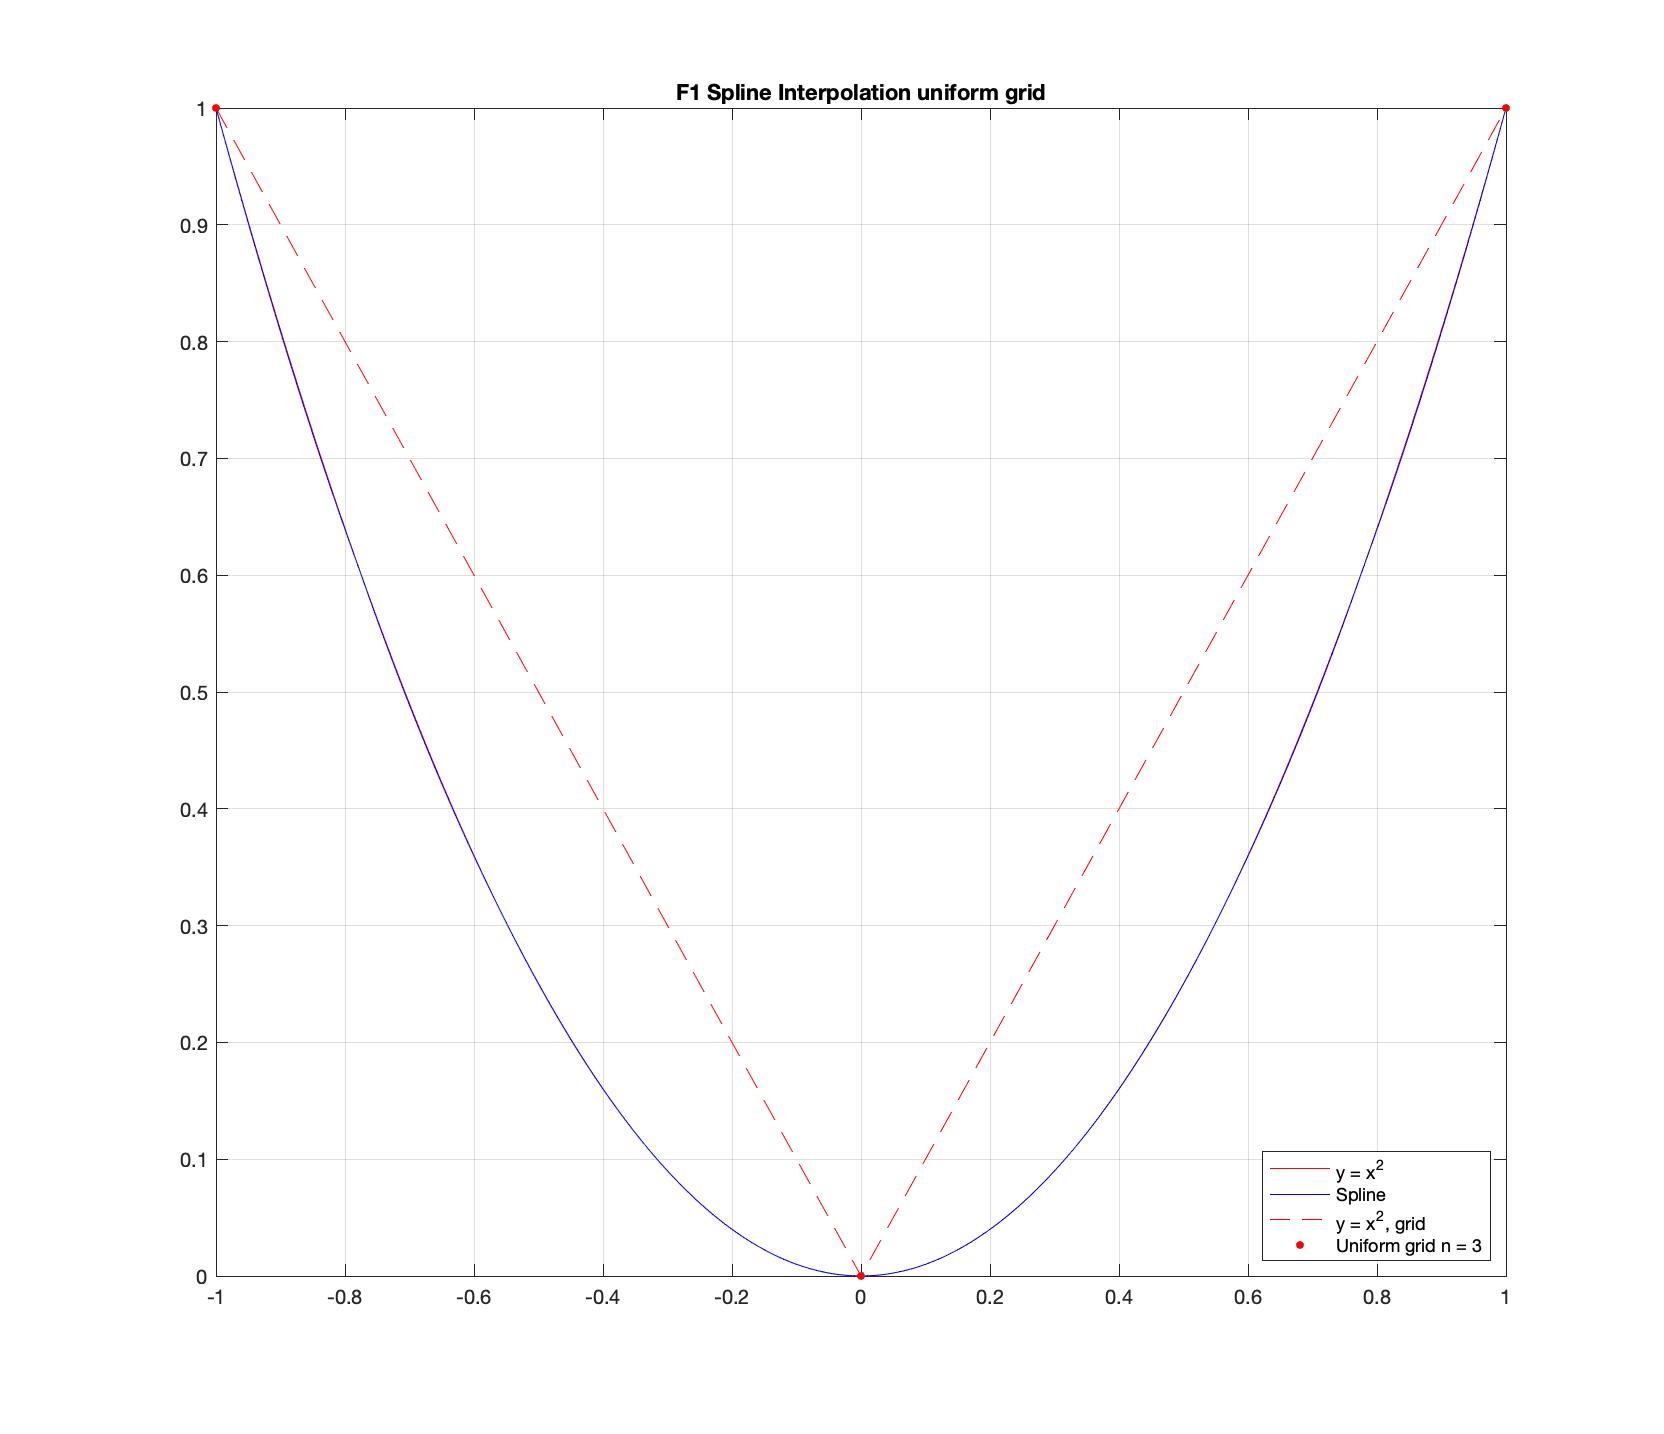 F1 Spline Interpolation uniform grid
1
0.9
0.8
0.7
0.6
0.5
0.4
0.3
0.2
0.1
0
-1 -0.8 -0.6 -0.4 -0.2 0 0.2 0.4 0.6 0.8 1
y = x²
Spline
y = x², grid
Uniform grid n = 3